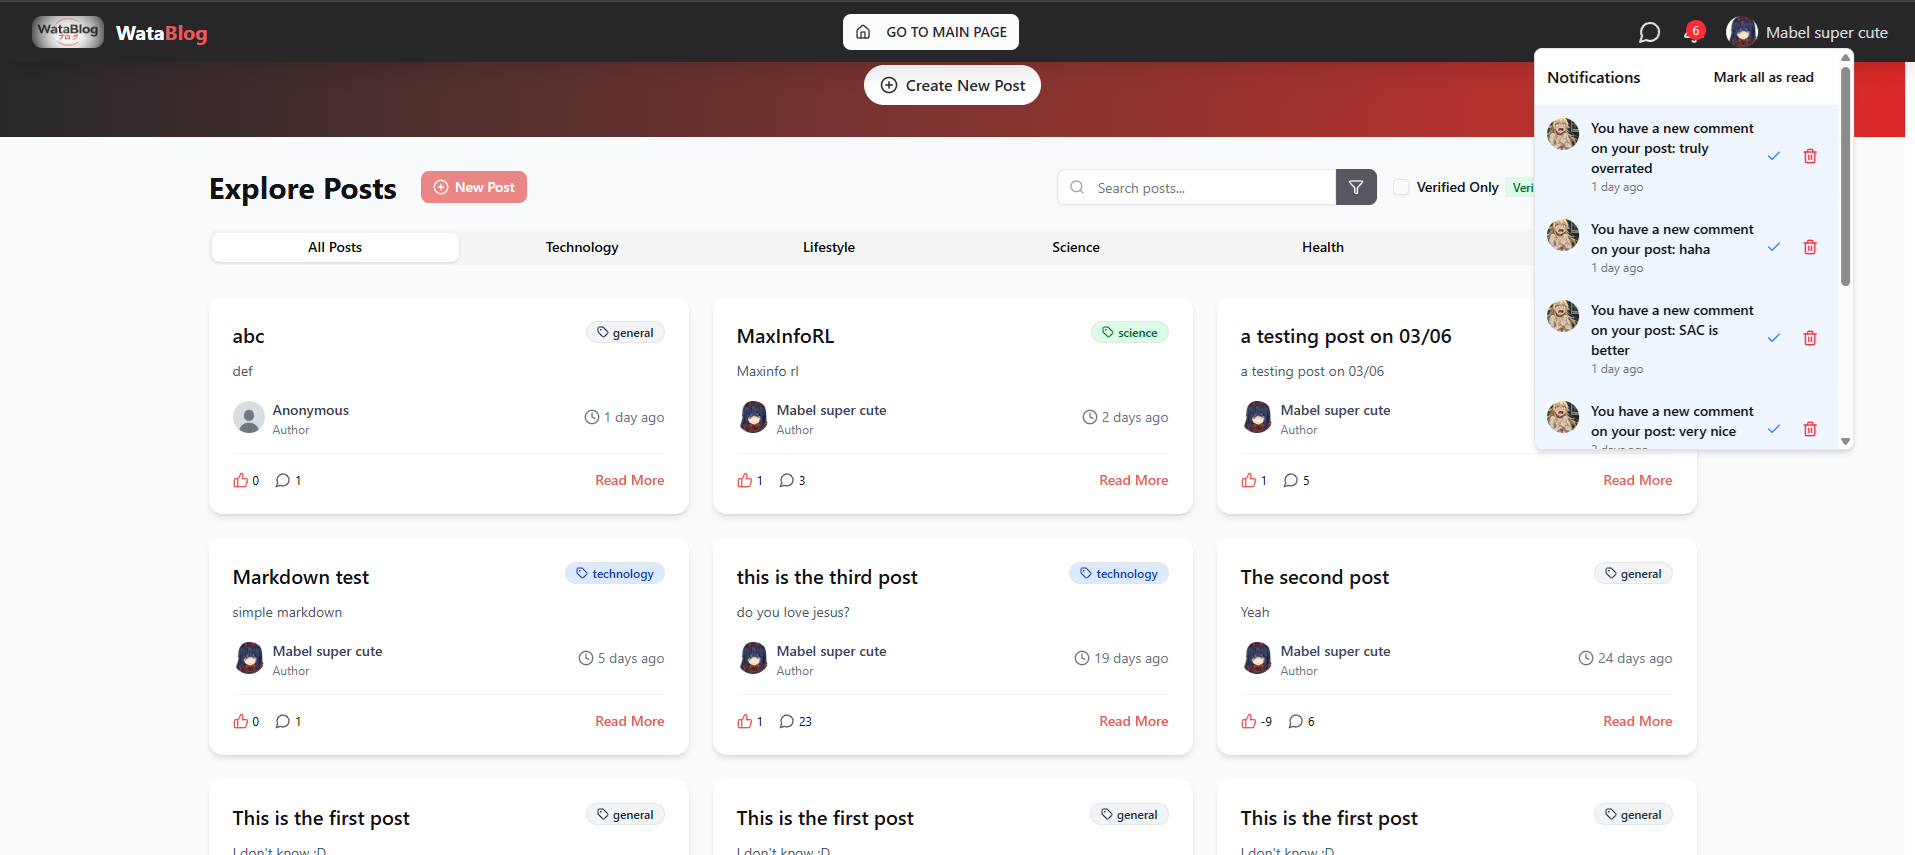 WataBlog
ブログ
WataBlog
GO TO MAIN PAGE
6
Mabel super cute
Create New Post
Notifications
Mark all as read
You have a new comment
on your post: truly
overrated
1 day ago
You have a new comment
on your post: haha
1 day ago
You have a new comment
on your post: SAC is
better
1 day ago
You have a new comment
on your post: very nice
Explore Posts
New Post
Search posts...
Verified Only
Veri
All Posts
Technology
Lifestyle
Science
Health
abc
general
def
Anonymous
Author
1 day ago
0
1
Read More
MaxInfoRL
science
Maxinfo rl
Mabel super cute
Author
2 days ago
1
3
Read More
a testing post on 03/06
a testing post on 03/06
Mabel super cute
Author
1
5
Read More
Markdown test
technology
simple markdown
Mabel super cute
Author
5 days ago
0
1
Read More
this is the third post
technology
do you love jesus?
Mabel super cute
Author
19 days ago
1
23
Read More
The second post
general
Yeah
Mabel super cute
Author
24 days ago
-9
6
Read More
This is the first post
general
I don't know :D
This is the first post
general
I don't know :D
This is the first post
general
I don't know :D